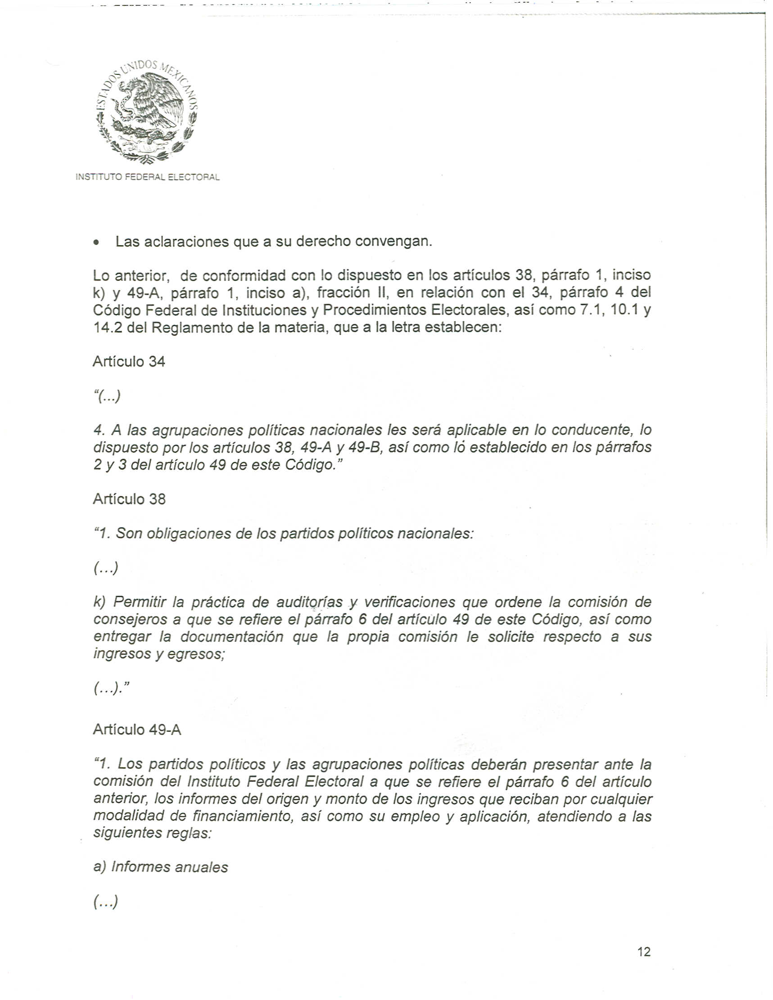 ESTADOS UNIDOS MEXICANOS
INSTITUTO FEDERAL ELECTORAL
• Las aclaraciones que a su derecho convengan.
Lo anterior, de conformidad con lo dispuesto en los artículos 38, párrafo 1, inciso
k) y 49-A, párrafo 1, inciso a), fracción II, en relación con el 34, párrafo 4 del
Código Federal de Instituciones y Procedimientos Electorales, así como 7.1, 10.1 y
14.2 del Reglamento de la materia, que a la letra establecen:
Artículo 34
“(...)
4. A las agrupaciones políticas nacionales les será aplicable en lo conducente, lo
dispuesto por los artículos 38, 49-A y 49-B, así como lo establecido en los párrafos
2 y 3 del artículo 49 de este Código.”
Artículo 38
“1. Son obligaciones de los partidos políticos nacionales:
(...)
k) Permitir la práctica de auditorías y verificaciones que ordene la comisión de
consejeros a que se refiere el párrafo 6 del artículo 49 de este Código, así como
entregar la documentación que la propia comisión le solicite respecto a sus
ingresos y egresos;
(...).”
Artículo 49-A
“1. Los partidos políticos y las agrupaciones políticas deberán presentar ante la
comisión del Instituto Federal Electoral a que se refiere el párrafo 6 del artículo
anterior, los informes del origen y monto de los ingresos que reciban por cualquier
modalidad de financiamiento, así como su empleo y aplicación, atendiendo a las
siguientes reglas:
a) Informes anuales
(...)
12